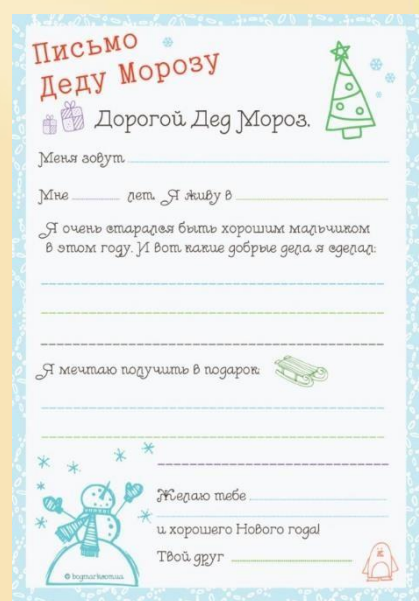 Письмо
Деду Морозу
Дорогой Дед Мороз.
Меня зовут
Мне лет. Я живу в
Я очень старался быть хорошим мальчиком
в этом году. И вот какие добрые дела я сделал:
Я мечтаю получить в подарок:
Желаю тебе
и хорошего Нового года!
Твой друг